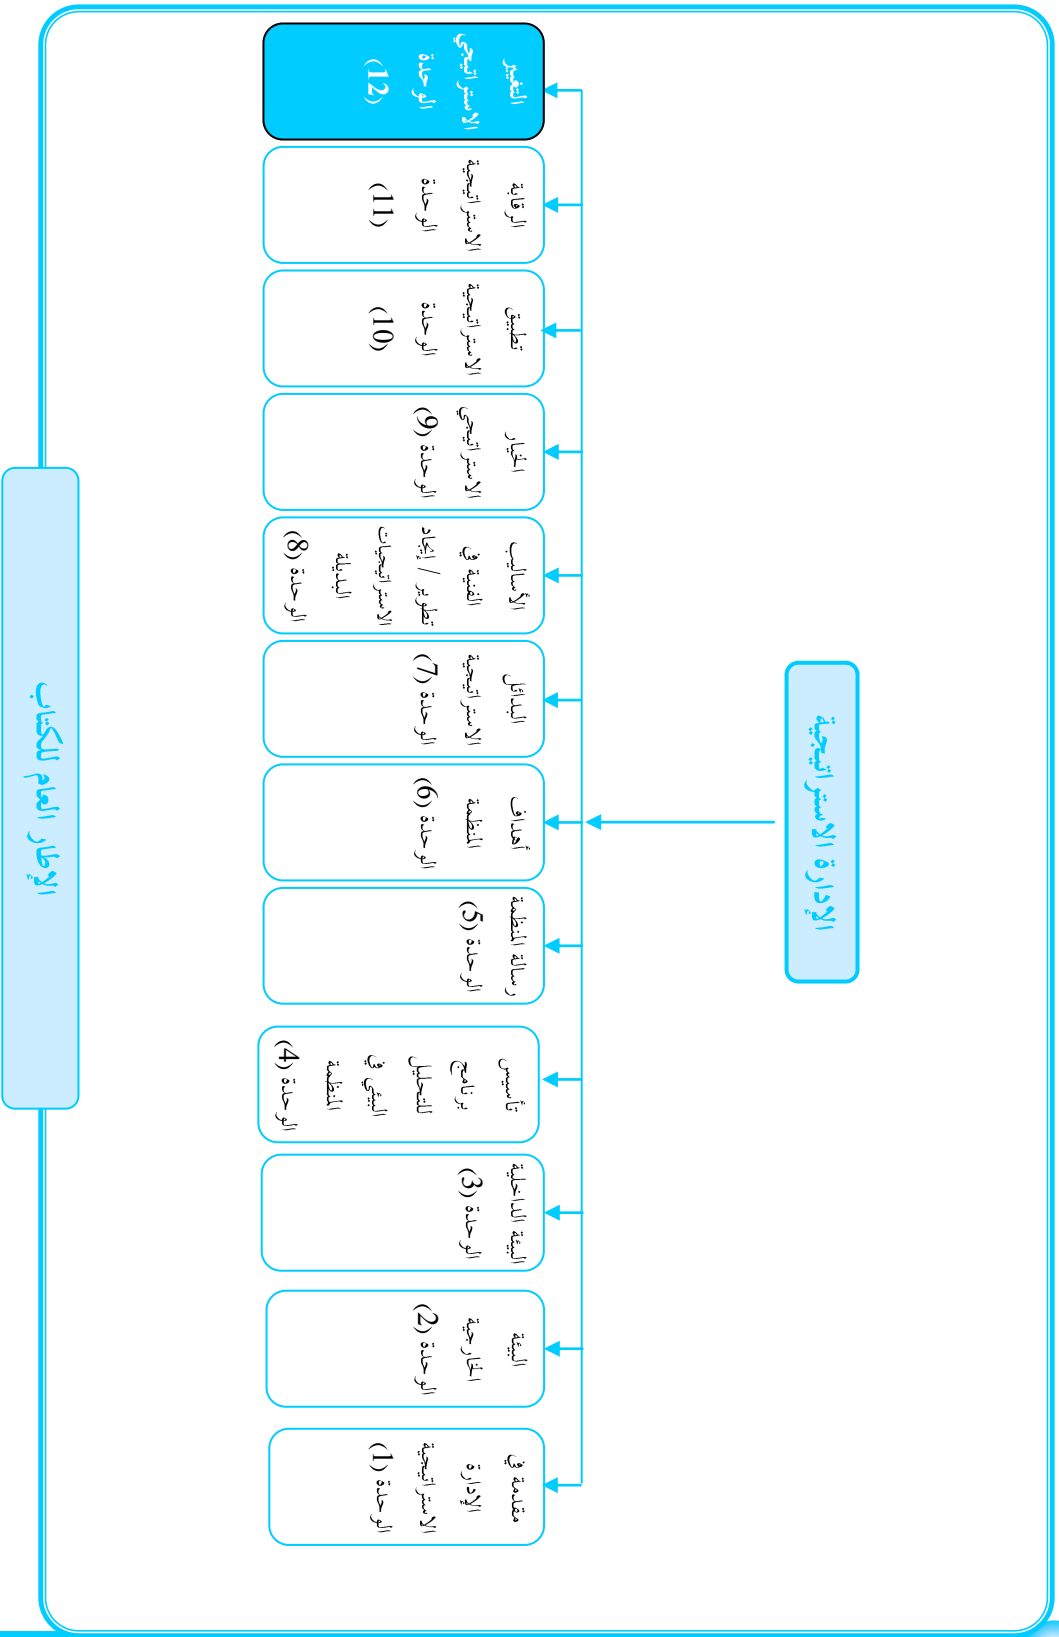 الإدارة الاستراتيجية
مقدمة في
الإدارة
الاستراتيجية
الوحدة (1)
البيئة
الخارجية
الوحدة (2)
البيئة الداخلية
الوحدة (3)
تأسيس
برنامج
للتحليل
البيئي في
المنظمة
الوحدة (4)
رسالة المنظمة
الوحدة (5)
أهداف
المنظمة
الوحدة (6)
البدائل
الاستراتيجية
الوحدة (7)
الأساليب
الفنية في
تطوير / إيجاد
الاستراتيجيات
البديلة
الوحدة (8)
الخيار
الاستراتيجي
الوحدة (9)
تطبيق
الاستراتيجية
الوحدة
(10)
الرقابة
الاستراتيجية
الوحدة
(11)
التغيير
الاستراتيجي
الوحدة
(12)
الإطار العام للكتاب